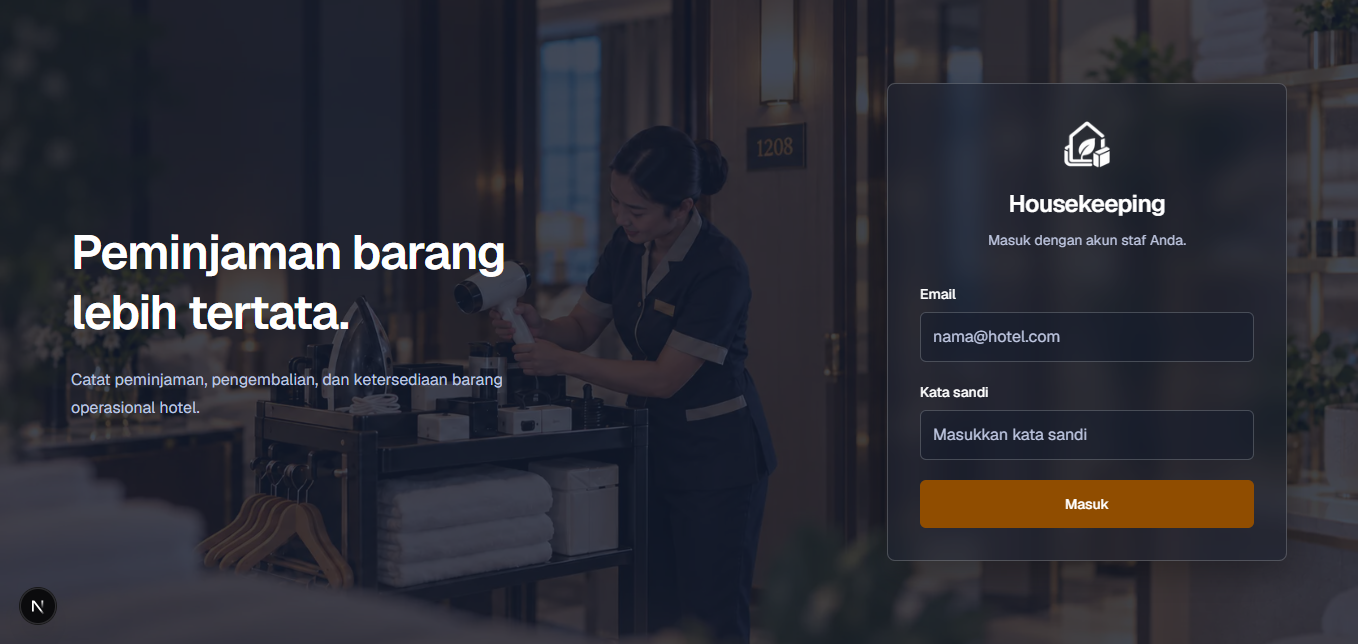 1208
Peminjaman barang
lebih tertata.
Catat peminjaman, pengembalian, dan ketersediaan barang
operasional hotel.
Housekeeping
Masuk dengan akun staf Anda.
Email
nama@hotel.com
Kata sandi
Masukkan kata sandi
Masuk
N